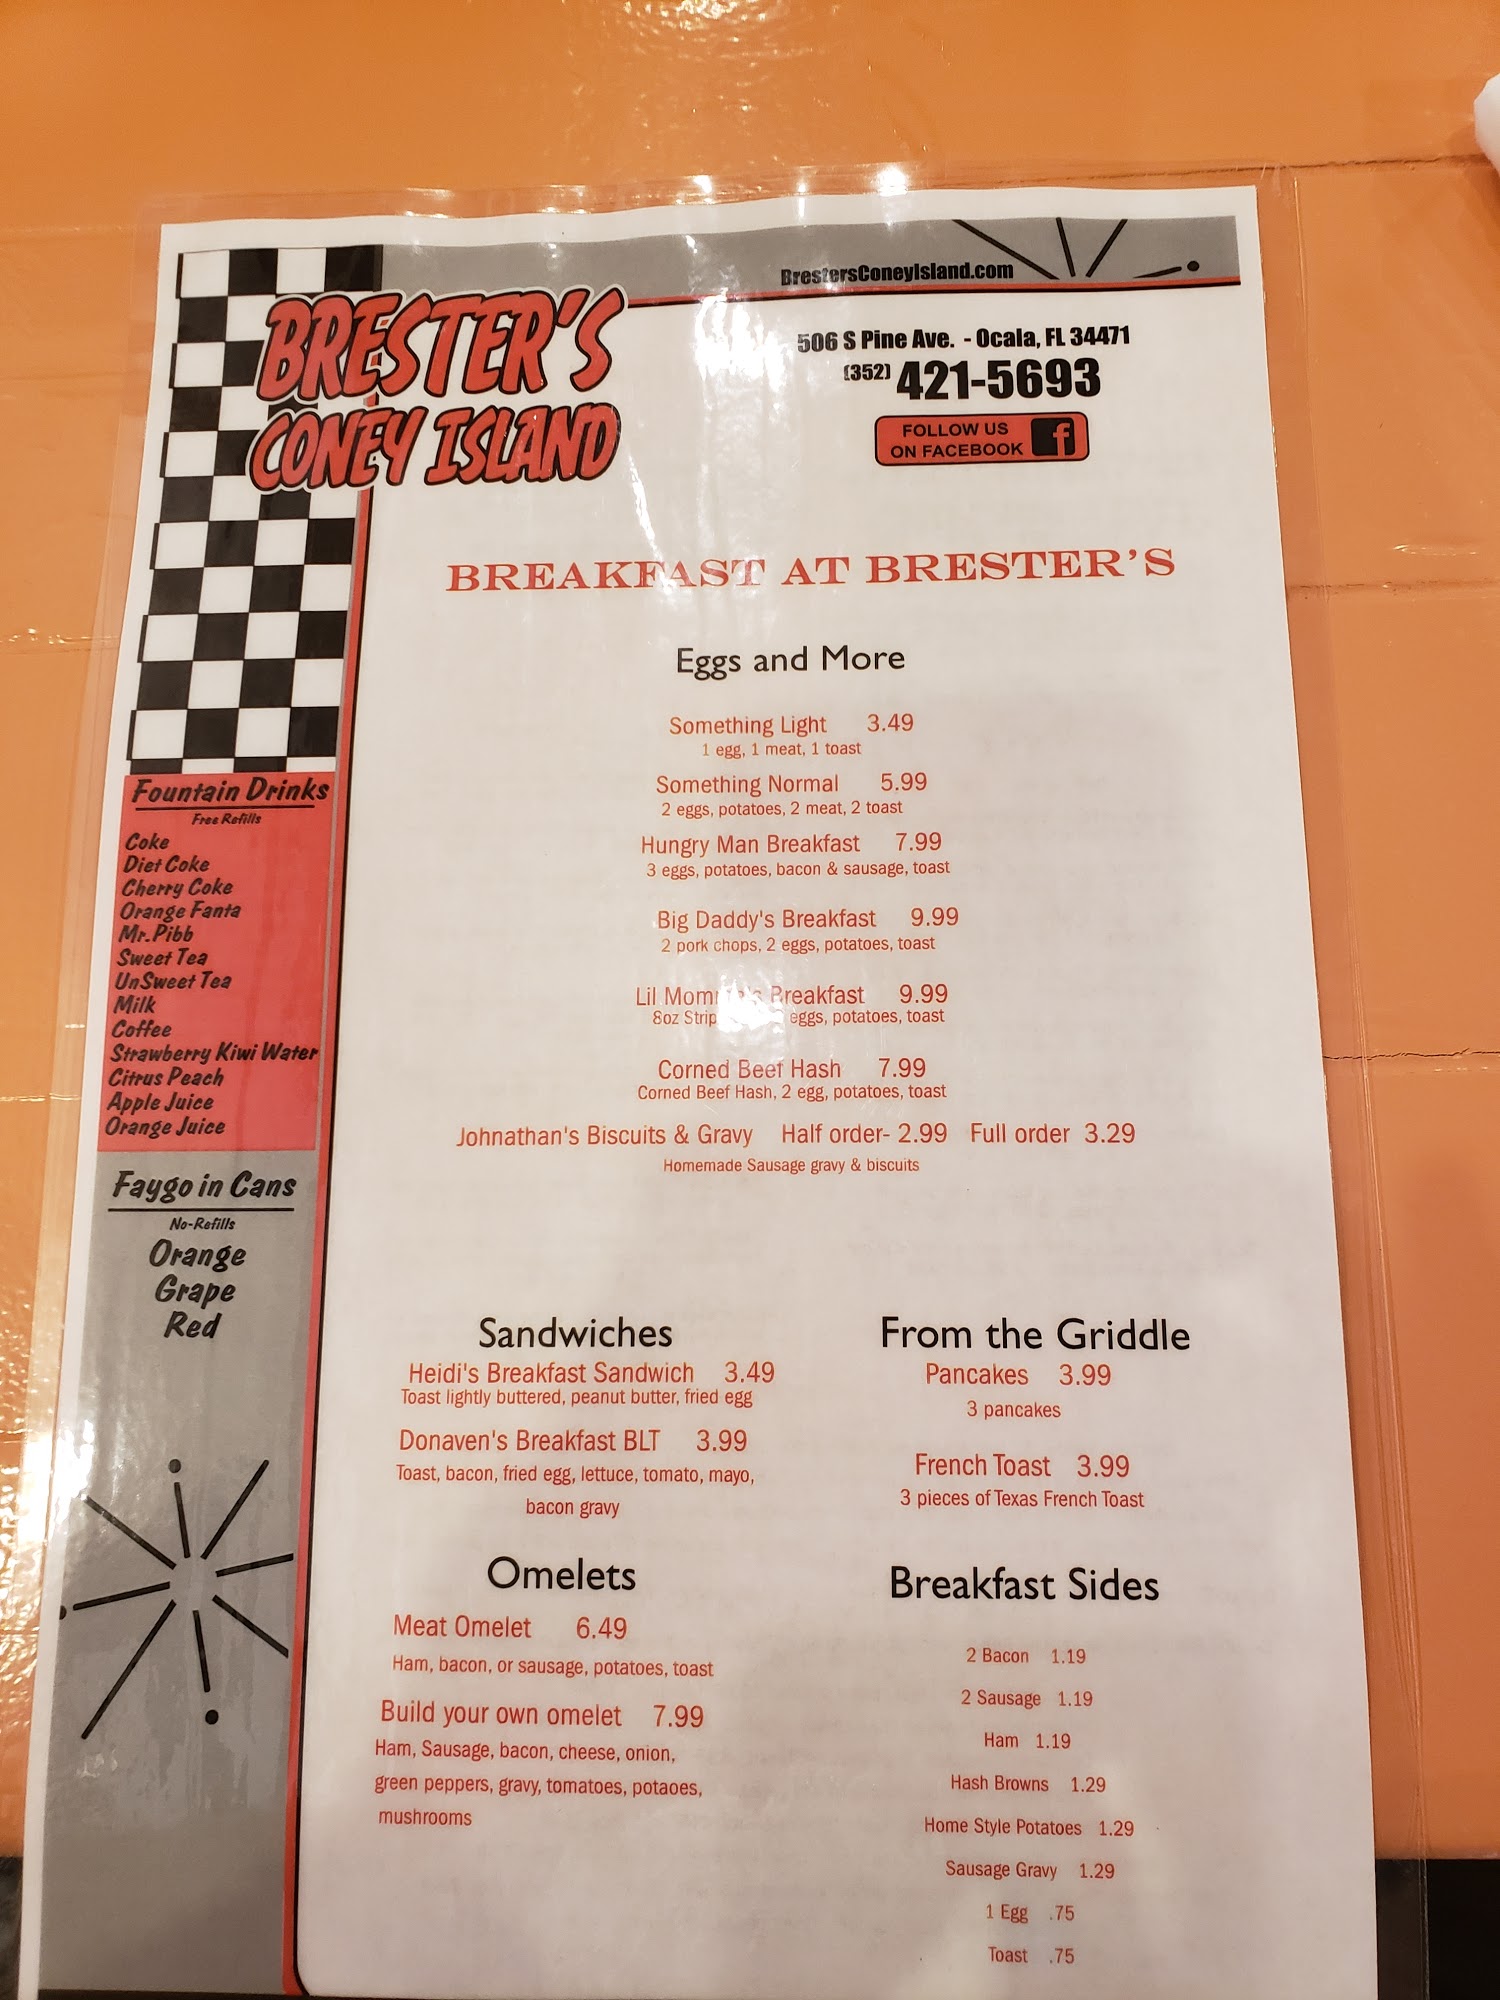 BrestersConeyIsland.com
BRESTER'S
CONEY ISLAND
506 S Pine Ave. - Ocala, FL 34471
(352) 421-5693
FOLLOW US
ON FACEBOOK
f
BREAKFAST AT BRESTER'S
Eggs and More
Something Light 3.49
1 egg, 1 meat, 1 toast
Something Normal 5.99
2 eggs, potatoes, 2 meat, 2 toast
Hungry Man Breakfast 7.99
3 eggs, potatoes, bacon & sausage, toast
Big Daddy's Breakfast 9.99
2 pork chops, 2 eggs, potatoes, toast
Lil Breakfast 9.99
8oz Strip eggs, potatoes, toast
Corned Beef Hash 7.99
Corned Beef Hash, 2 egg, potatoes, toast
Johnathan's Biscuits & Gravy Half order- 2.99 Full order 3.29
Homemade Sausage gravy & biscuits
Fountain Drinks
Free Refills
Coke
Diet Coke
Cherry Coke
Orange Fanta
Mr.Pibb
Sweet Tea
UnSweet Tea
Milk
Coffee
Strawberry Kiwi Water
Citrus Peach
Apple Juice
Orange Juice
Faygo in Cans
No-Refills
Orange
Grape
Red
Sandwiches
Heidi's Breakfast Sandwich 3.49
Toast lightly buttered, peanut butter, fried egg
Donaven's Breakfast BLT 3.99
Toast, bacon, fried egg, lettuce, tomato, mayo,
bacon gravy
Omelets
Meat Omelet 6.49
Ham, bacon, or sausage, potatoes, toast
Build your own omelet 7.99
Ham, Sausage, bacon, cheese, onion,
green peppers, gravy, tomatoes, potaoes,
mushrooms
From the Griddle
Pancakes 3.99
3 pancakes
French Toast 3.99
3 pieces of Texas French Toast
Breakfast Sides
2 Bacon 1.19
2 Sausage 1.19
Ham 1.19
Hash Browns 1.29
Home Style Potatoes 1.29
Sausage Gravy 1.29
1 Egg .75
Toast .75